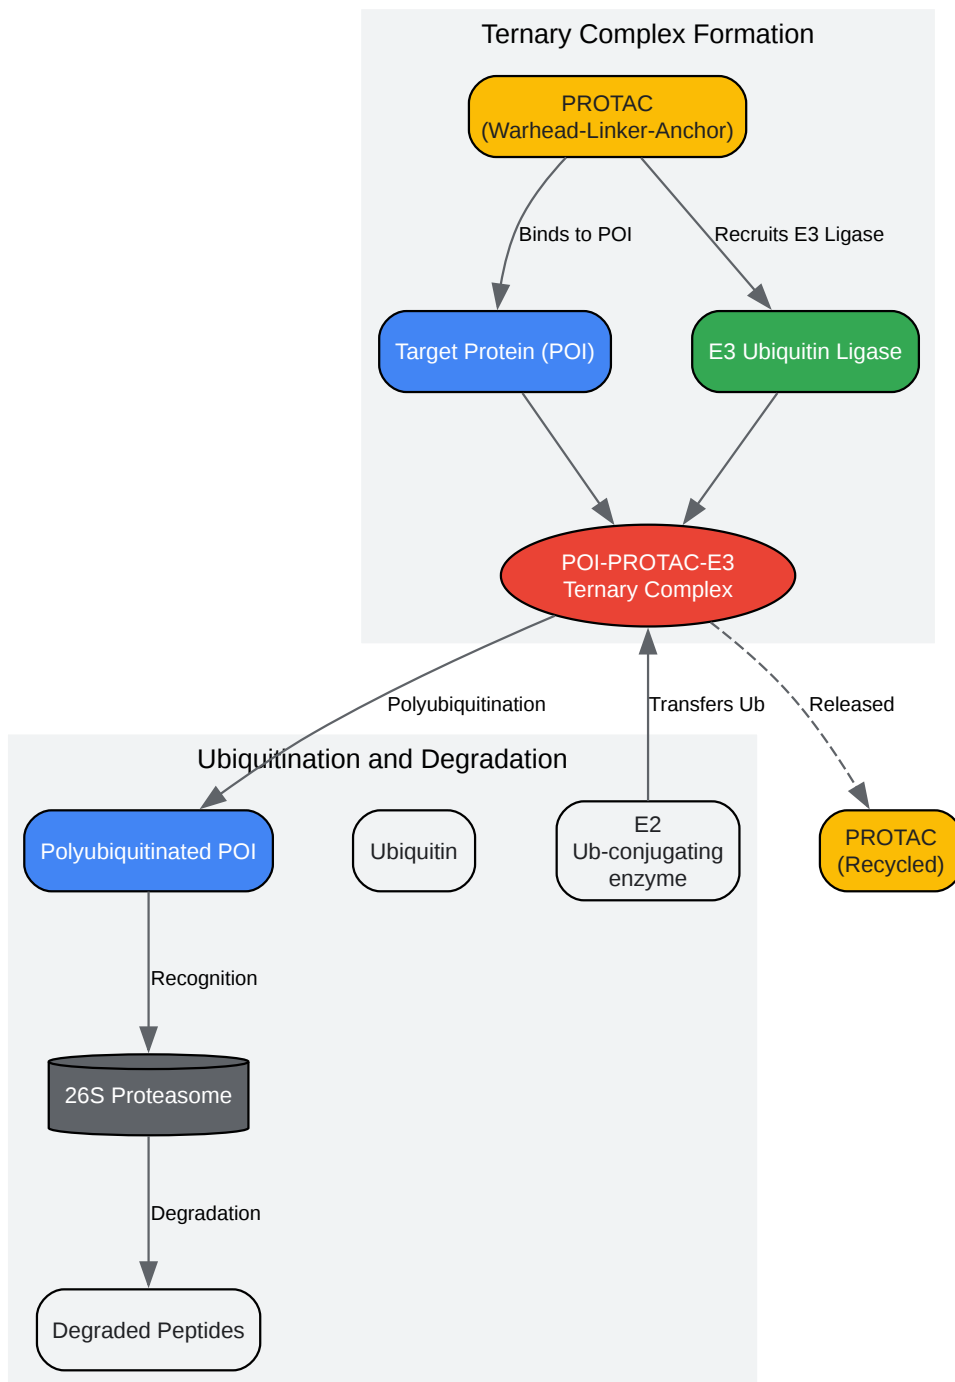 Ternary Complex Formation
PROTAC
(Warhead-Linker-Anchor)
Binds to POI
Recruits E3 Ligase
Target Protein (POI)
E3 Ubiquitin Ligase
POI-PROTAC-E3
Ternary Complex
Polyubiquitination
Transfers Ub
Released
Ubiquitination and Degradation
Polyubiquitinated POI
Ubiquitin
E2
Ub-conjugating
enzyme
PROTAC
(Recycled)
Recognition
26S Proteasome
Degradation
Degraded Peptides